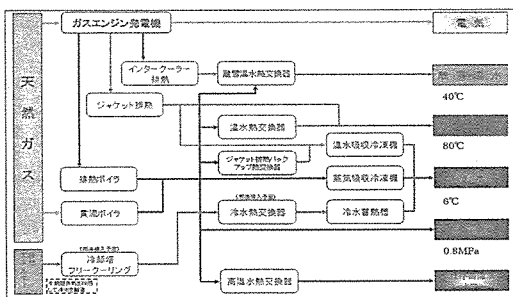 天然ガス
ガスエンジン発電機
電気
インタークーラー
排熱
融雪温水熱交換器
40℃
ジャケット排熱
温水熱交換器
温水吸収冷凍機
80℃
ジャケット排熱バック
アップ熱交換器
排熱ボイラ
蒸気吸収冷凍機
貫流ボイラ
冷水熱交換器
冷水蓄熱槽
6℃
0.8MPa
冷却塔
フリークーリング
高温水熱交換器